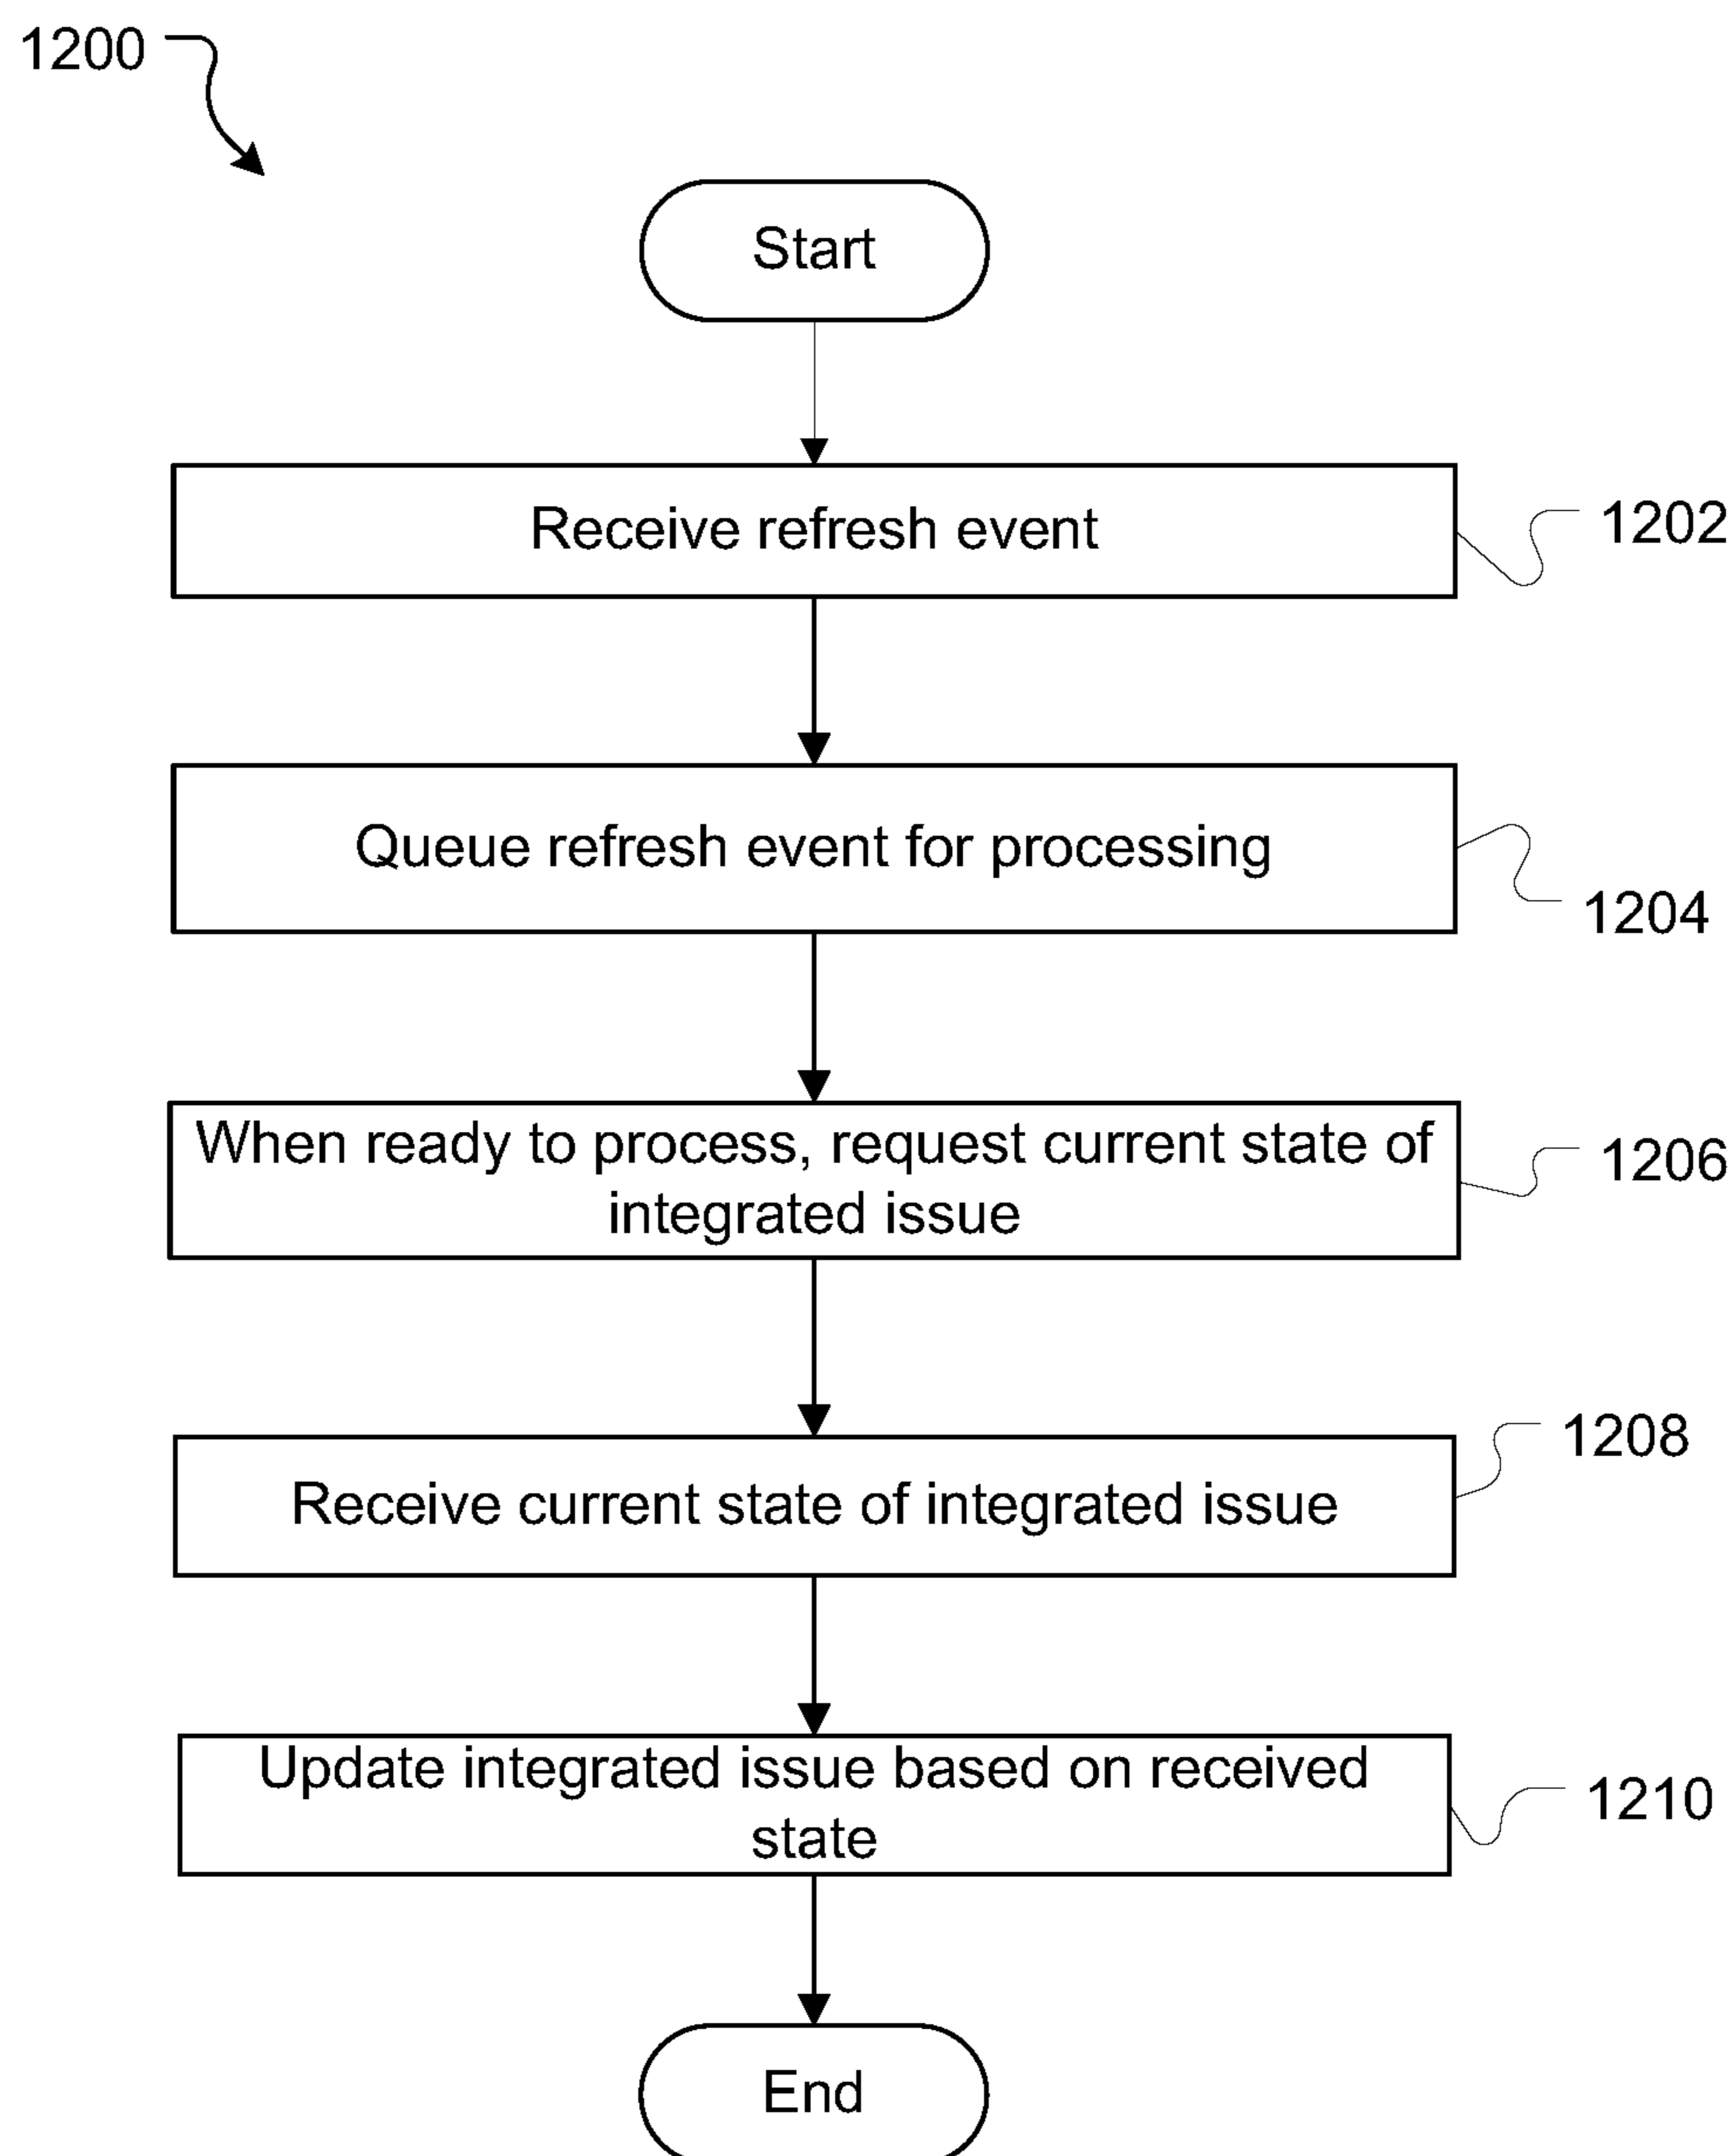 1200
Start
Receive refresh event
1202
Queue refresh event for processing
1204
When ready to process, request current state of
integrated issue
1206
Receive current state of integrated issue
1208
Update integrated issue based on received
state
1210
End